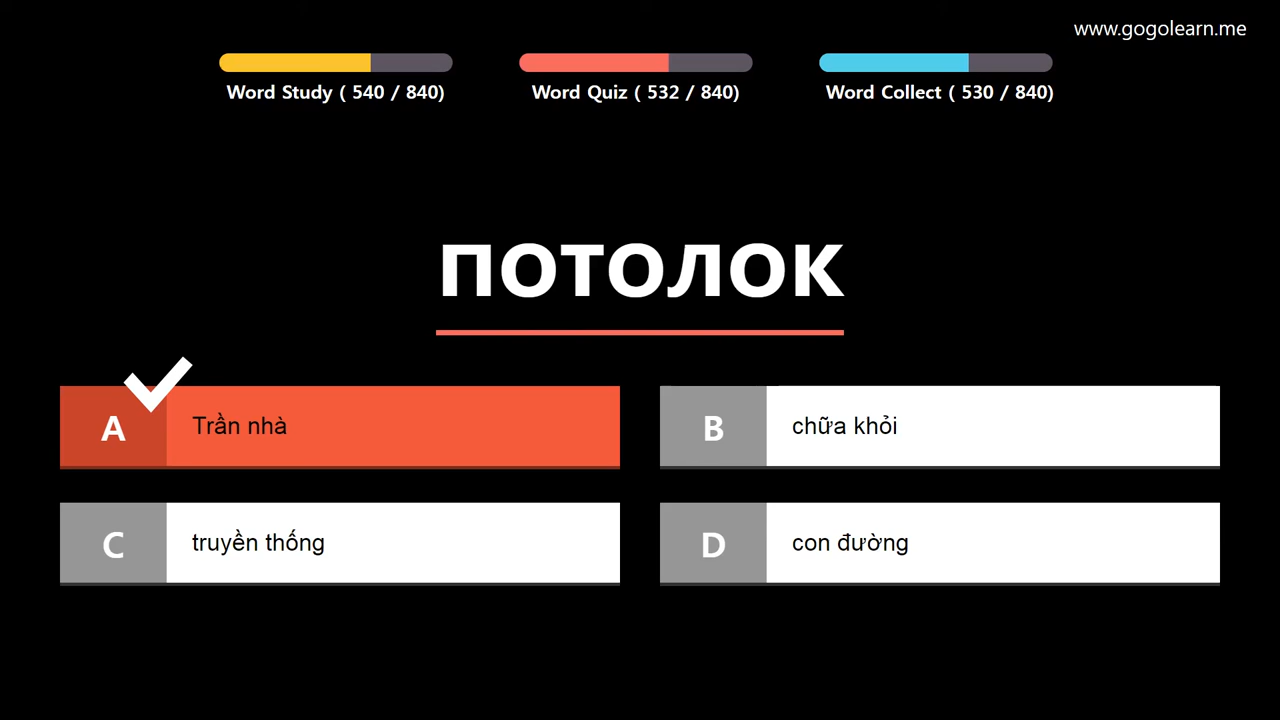 www.gogolearn.me
Word Study ( 540 / 840)
Word Quiz ( 532 / 840)
Word Collect ( 530 / 840)
потолок
A
Trần nhà
B
chữa khỏi
C
truyền thống
D
con đường